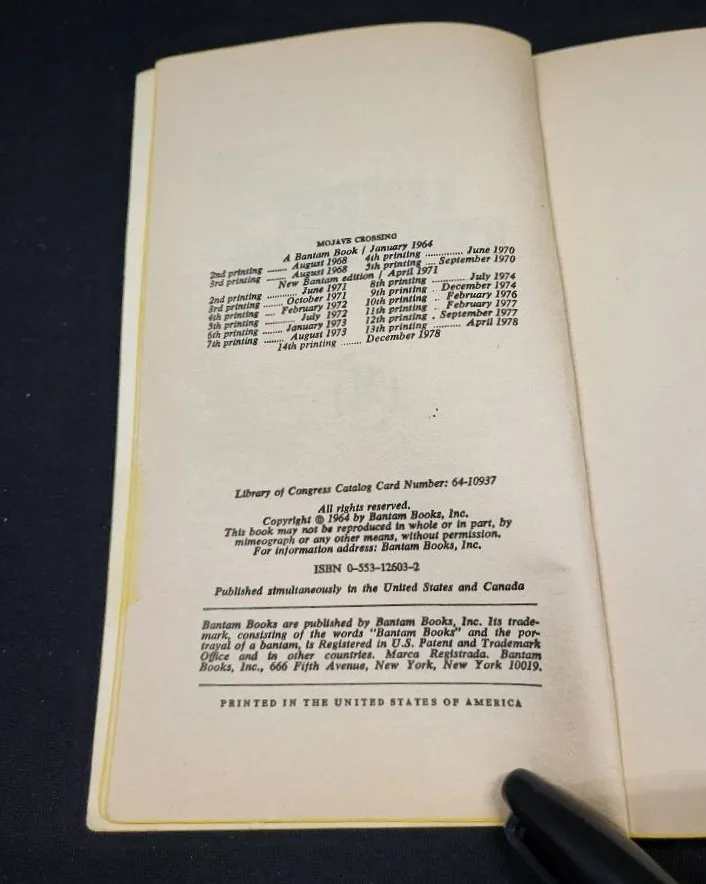 MOJAVE CROSSING
A Bantam Book / January 1964
2nd printing ....... August 1968 4th printing ............. June 1970
3rd printing ....... August 1968 5th printing ... September 1970
New Bantam edition / April 1971
2nd printing ........... June 1971 8th printing ............ July 1974
3rd printing ....... October 1971 9th printing .. December 1974
4th printing .... February 1972 10th printing .. February 1976
5th printing ............ July 1972 11th printing .. February 1977
6th printing ....... January 1973 12th printing . September 1977
7th printing ........ August 1973 13th printing .......... April 1978
14th printing ....... December 1978
Library of Congress Catalog Card Number: 64-10937
All rights reserved.
Copyright © 1964 by Bantam Books, Inc.
This book may not be reproduced in whole or in part, by
mimeograph or any other means, without permission.
For information address: Bantam Books, Inc.
ISBN 0-553-12603-2
Published simultaneously in the United States and Canada
Bantam Books are published by Bantam Books, Inc. Its trade-
mark, consisting of the words "Bantam Books" and the por-
trayal of a bantam, is Registered in U.S. Patent and Trademark
Office and in other countries. Marca Registrada. Bantam
Books, Inc., 666 Fifth Avenue, New York, New York 10019.
PRINTED IN THE UNITED STATES OF AMERICA